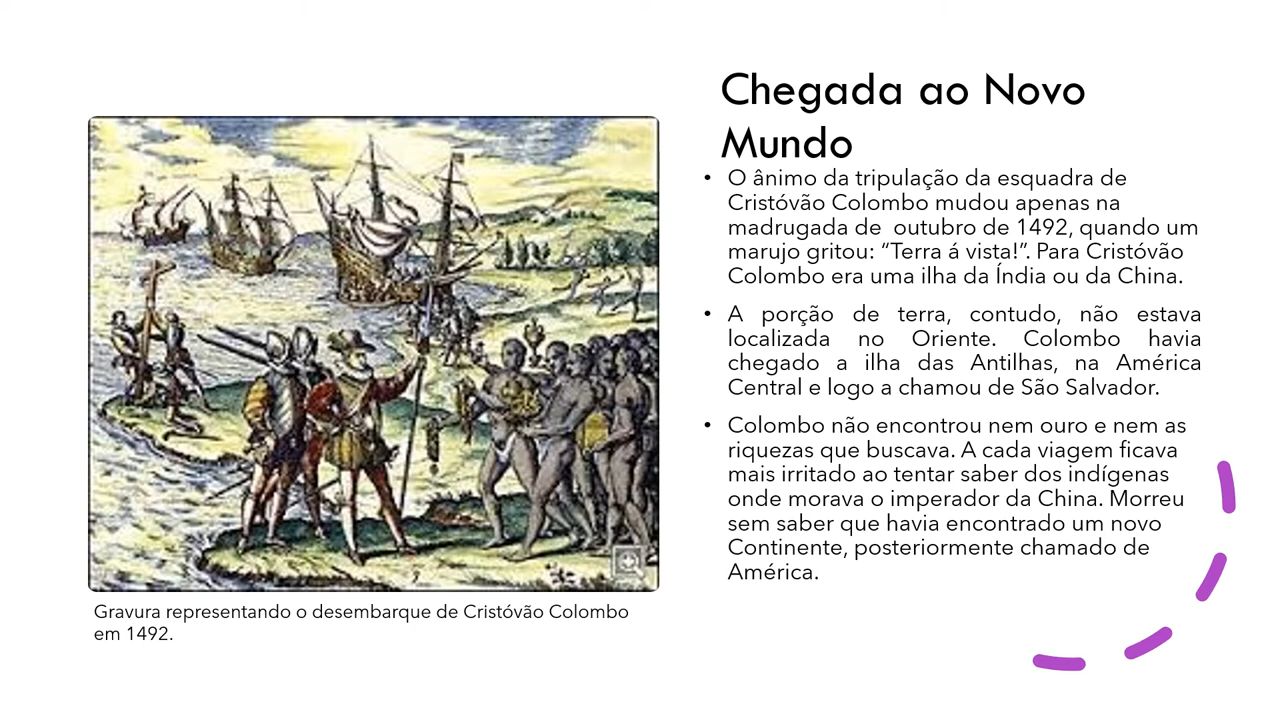 Chegada ao Novo
Mundo
• O ânimo da tripulação da esquadra de
Cristóvão Colombo mudou apenas na
madrugada de  outubro de 1492, quando um
marujo gritou: “Terra á vista!”. Para Cristóvão
Colombo era uma ilha da Índia ou da China.
• A porção de terra, contudo, não estava
localizada no Oriente. Colombo havia
chegado a ilha das Antilhas, na América
Central e logo a chamou de São Salvador.
• Colombo não encontrou nem ouro e nem as
riquezas que buscava. A cada viagem ficava
mais irritado ao tentar saber dos indígenas
onde morava o imperador da China. Morreu
sem saber que havia encontrado um novo
Continente, posteriormente chamado de
América.
Gravura representando o desembarque de Cristóvão Colombo
em 1492.